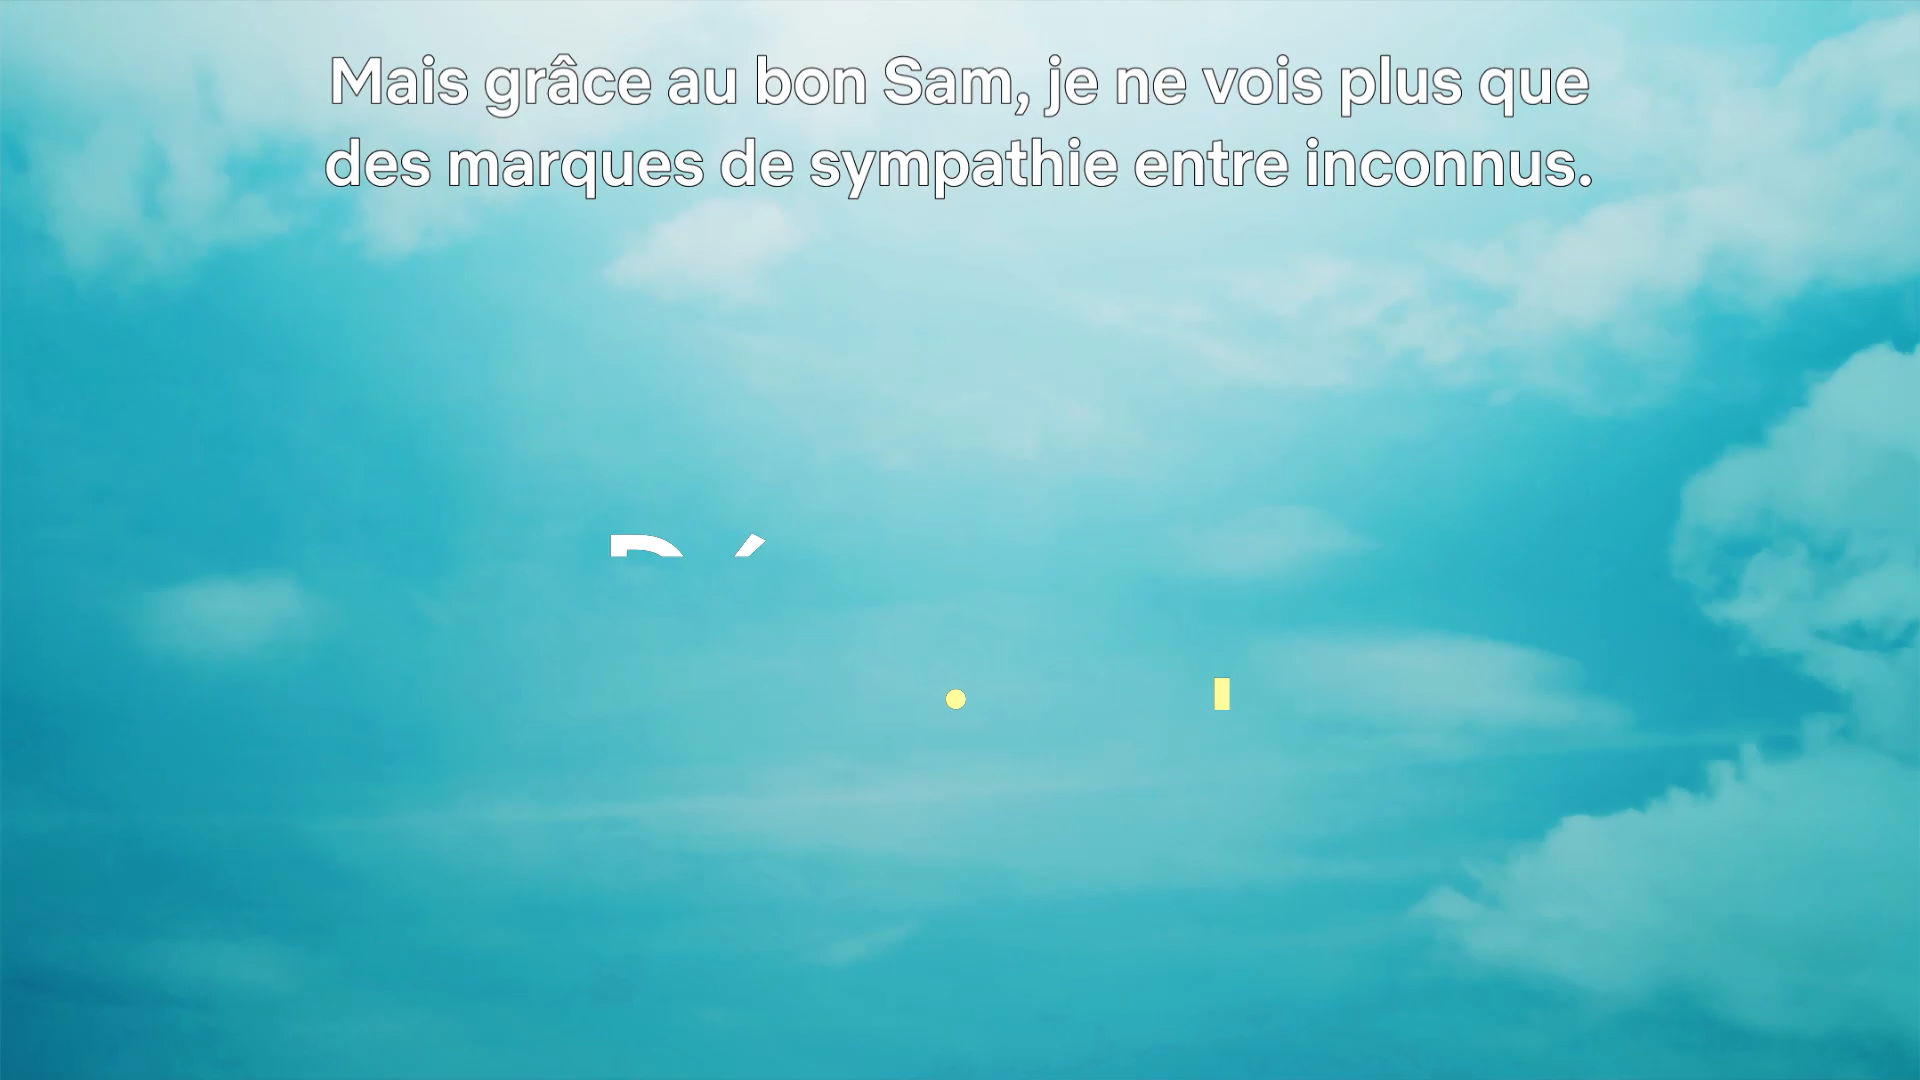 Mais grâce au bon Sam, je ne vois plus que
des marques de sympathie entre inconnus.